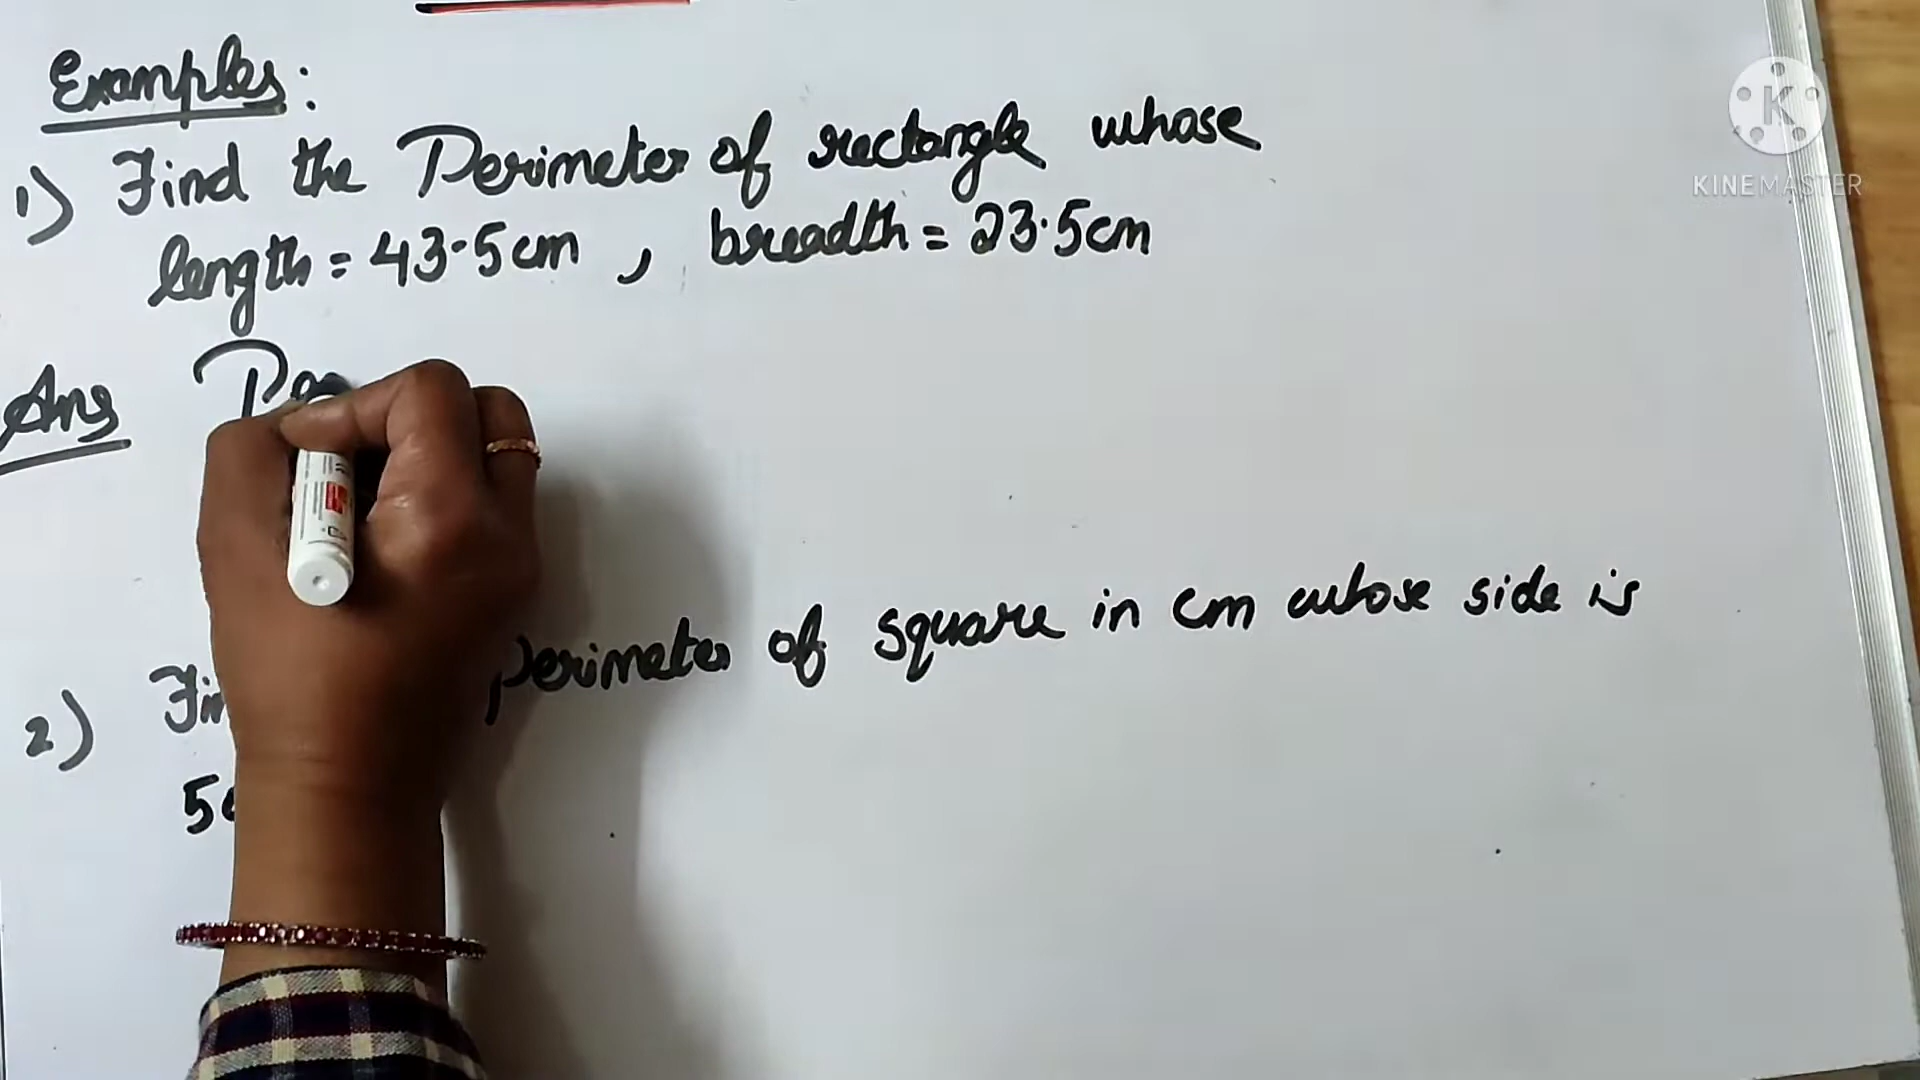 Examples:
1) Find the Perimeter of rectangle whose
length = 43.5cm , breadth = 23.5cm
Ans
2) perimeter of square in cm whose side is
KINEMASTER